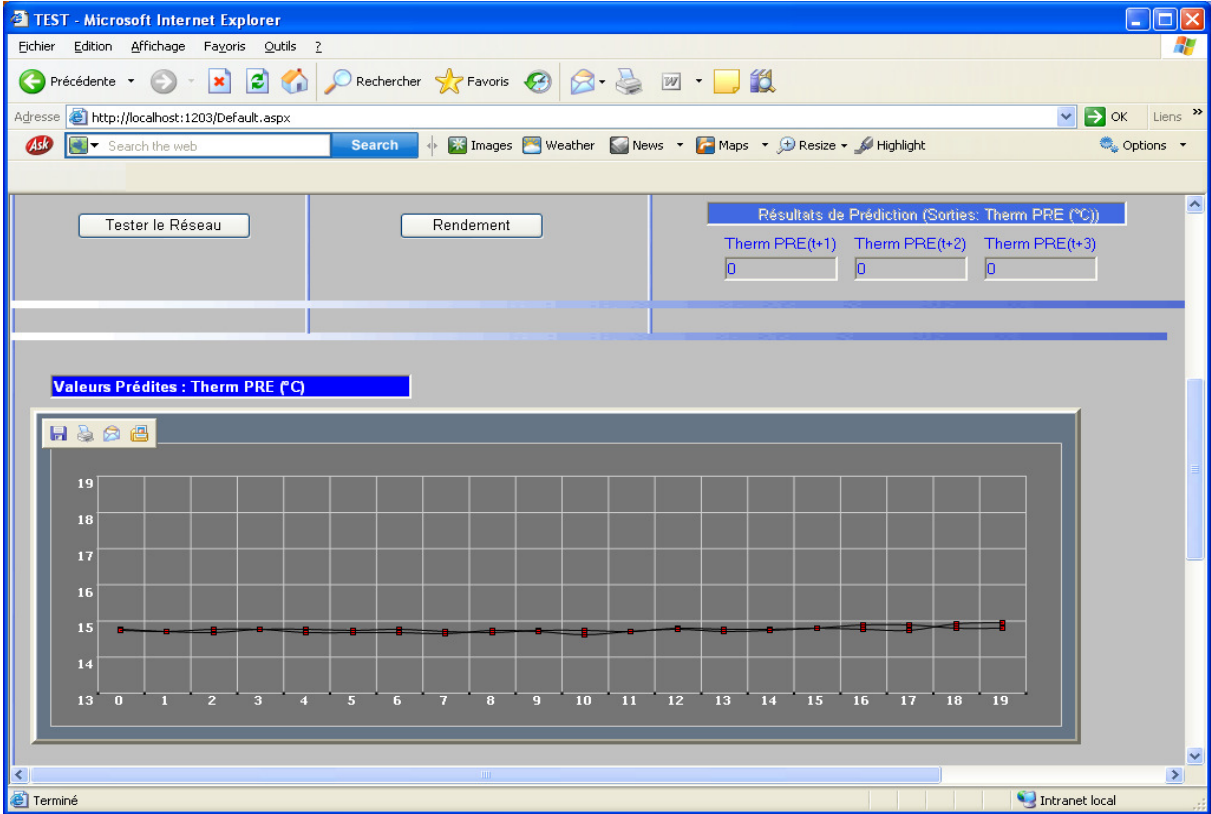 TEST - Microsoft Internet Explorer
Fichier Edition Affichage Favoris Outils ?
Précédente Rechercher Favoris
Adresse http://localhost:1203/Default.aspx OK Liens »
Ask Search the web Search Images Weather News Maps Resize Highlight Options
Tester le Réseau Rendement Résultats de Prédiction (Sorties: Therm PRE (ºC))
Therm PRE(t+1) Therm PRE(t+2) Therm PRE(t+3)
0 0 0
Valeurs Prédites : Therm PRE (ºC)
19
18
17
16
15
14
13 0 1 2 3 4 5 6 7 8 9 10 11 12 13 14 15 16 17 18 19
Terminé Intranet local